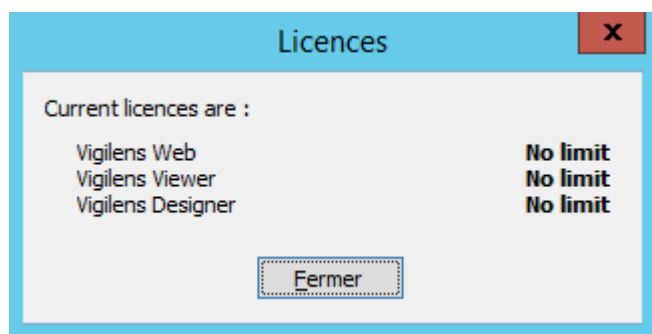 Licences
x
Current licences are :
Vigilens Web No limit
Vigilens Viewer No limit
Vigilens Designer No limit
Fermer